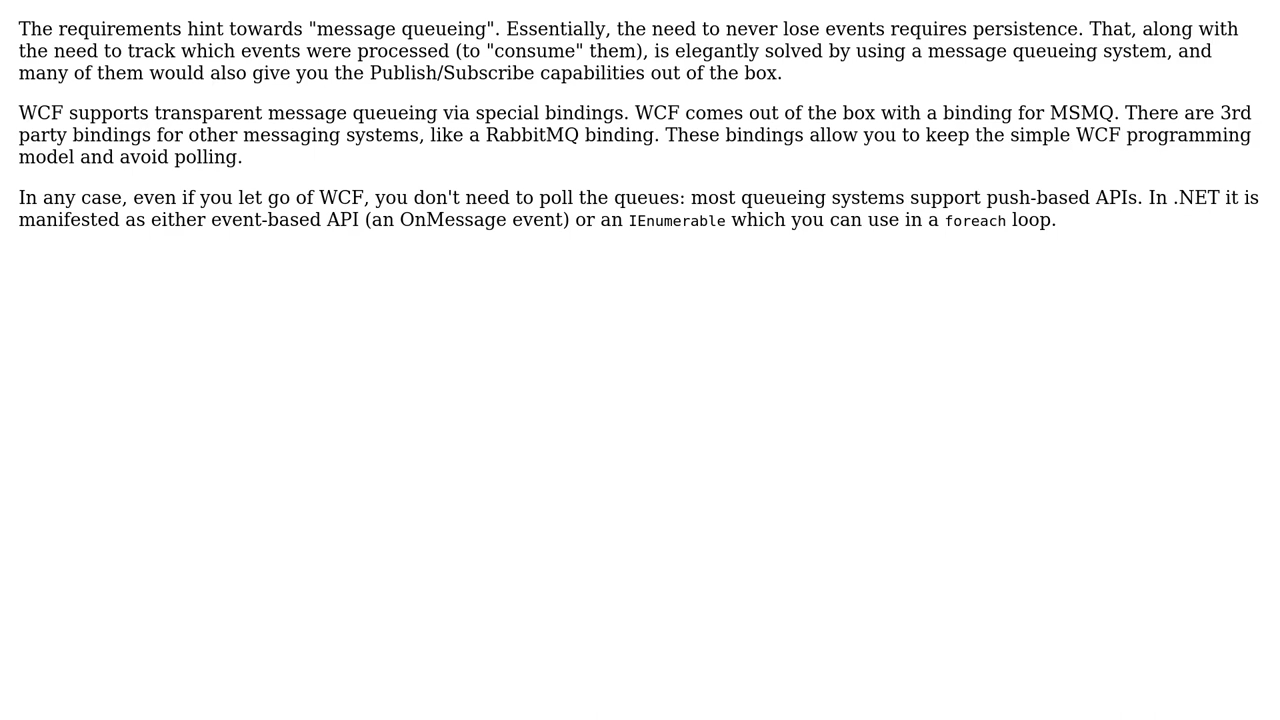 The requirements hint towards "message queueing". Essentially, the need to never lose events requires persistence. That, along with
the need to track which events were processed (to "consume" them), is elegantly solved by using a message queueing system, and
many of them would also give you the Publish/Subscribe capabilities out of the box.
WCF supports transparent message queueing via special bindings. WCF comes out of the box with a binding for MSMQ. There are 3rd
party bindings for other messaging systems, like a RabbitMQ binding. These bindings allow you to keep the simple WCF programming
model and avoid polling.
In any case, even if you let go of WCF, you don't need to poll the queues: most queueing systems support push-based APIs. In .NET it is
manifested as either event-based API (an OnMessage event) or an IEnumerable which you can use in a foreach loop.